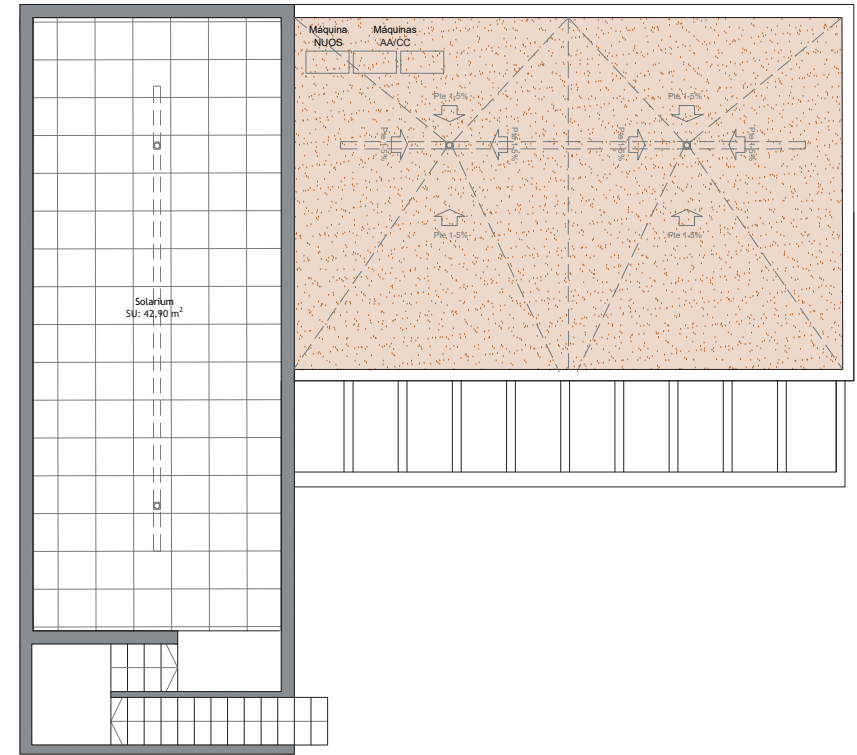 Máquina
NUOS
Máquinas
AA/CC
Pte 1-5%
Pte 1-5%
Pte 1-5%
Pte 1-5%
Pte 1-5%
Pte 1-5%
Pte 1-5%
Pte 1-5%
Solarium
SU: 42,90 m²